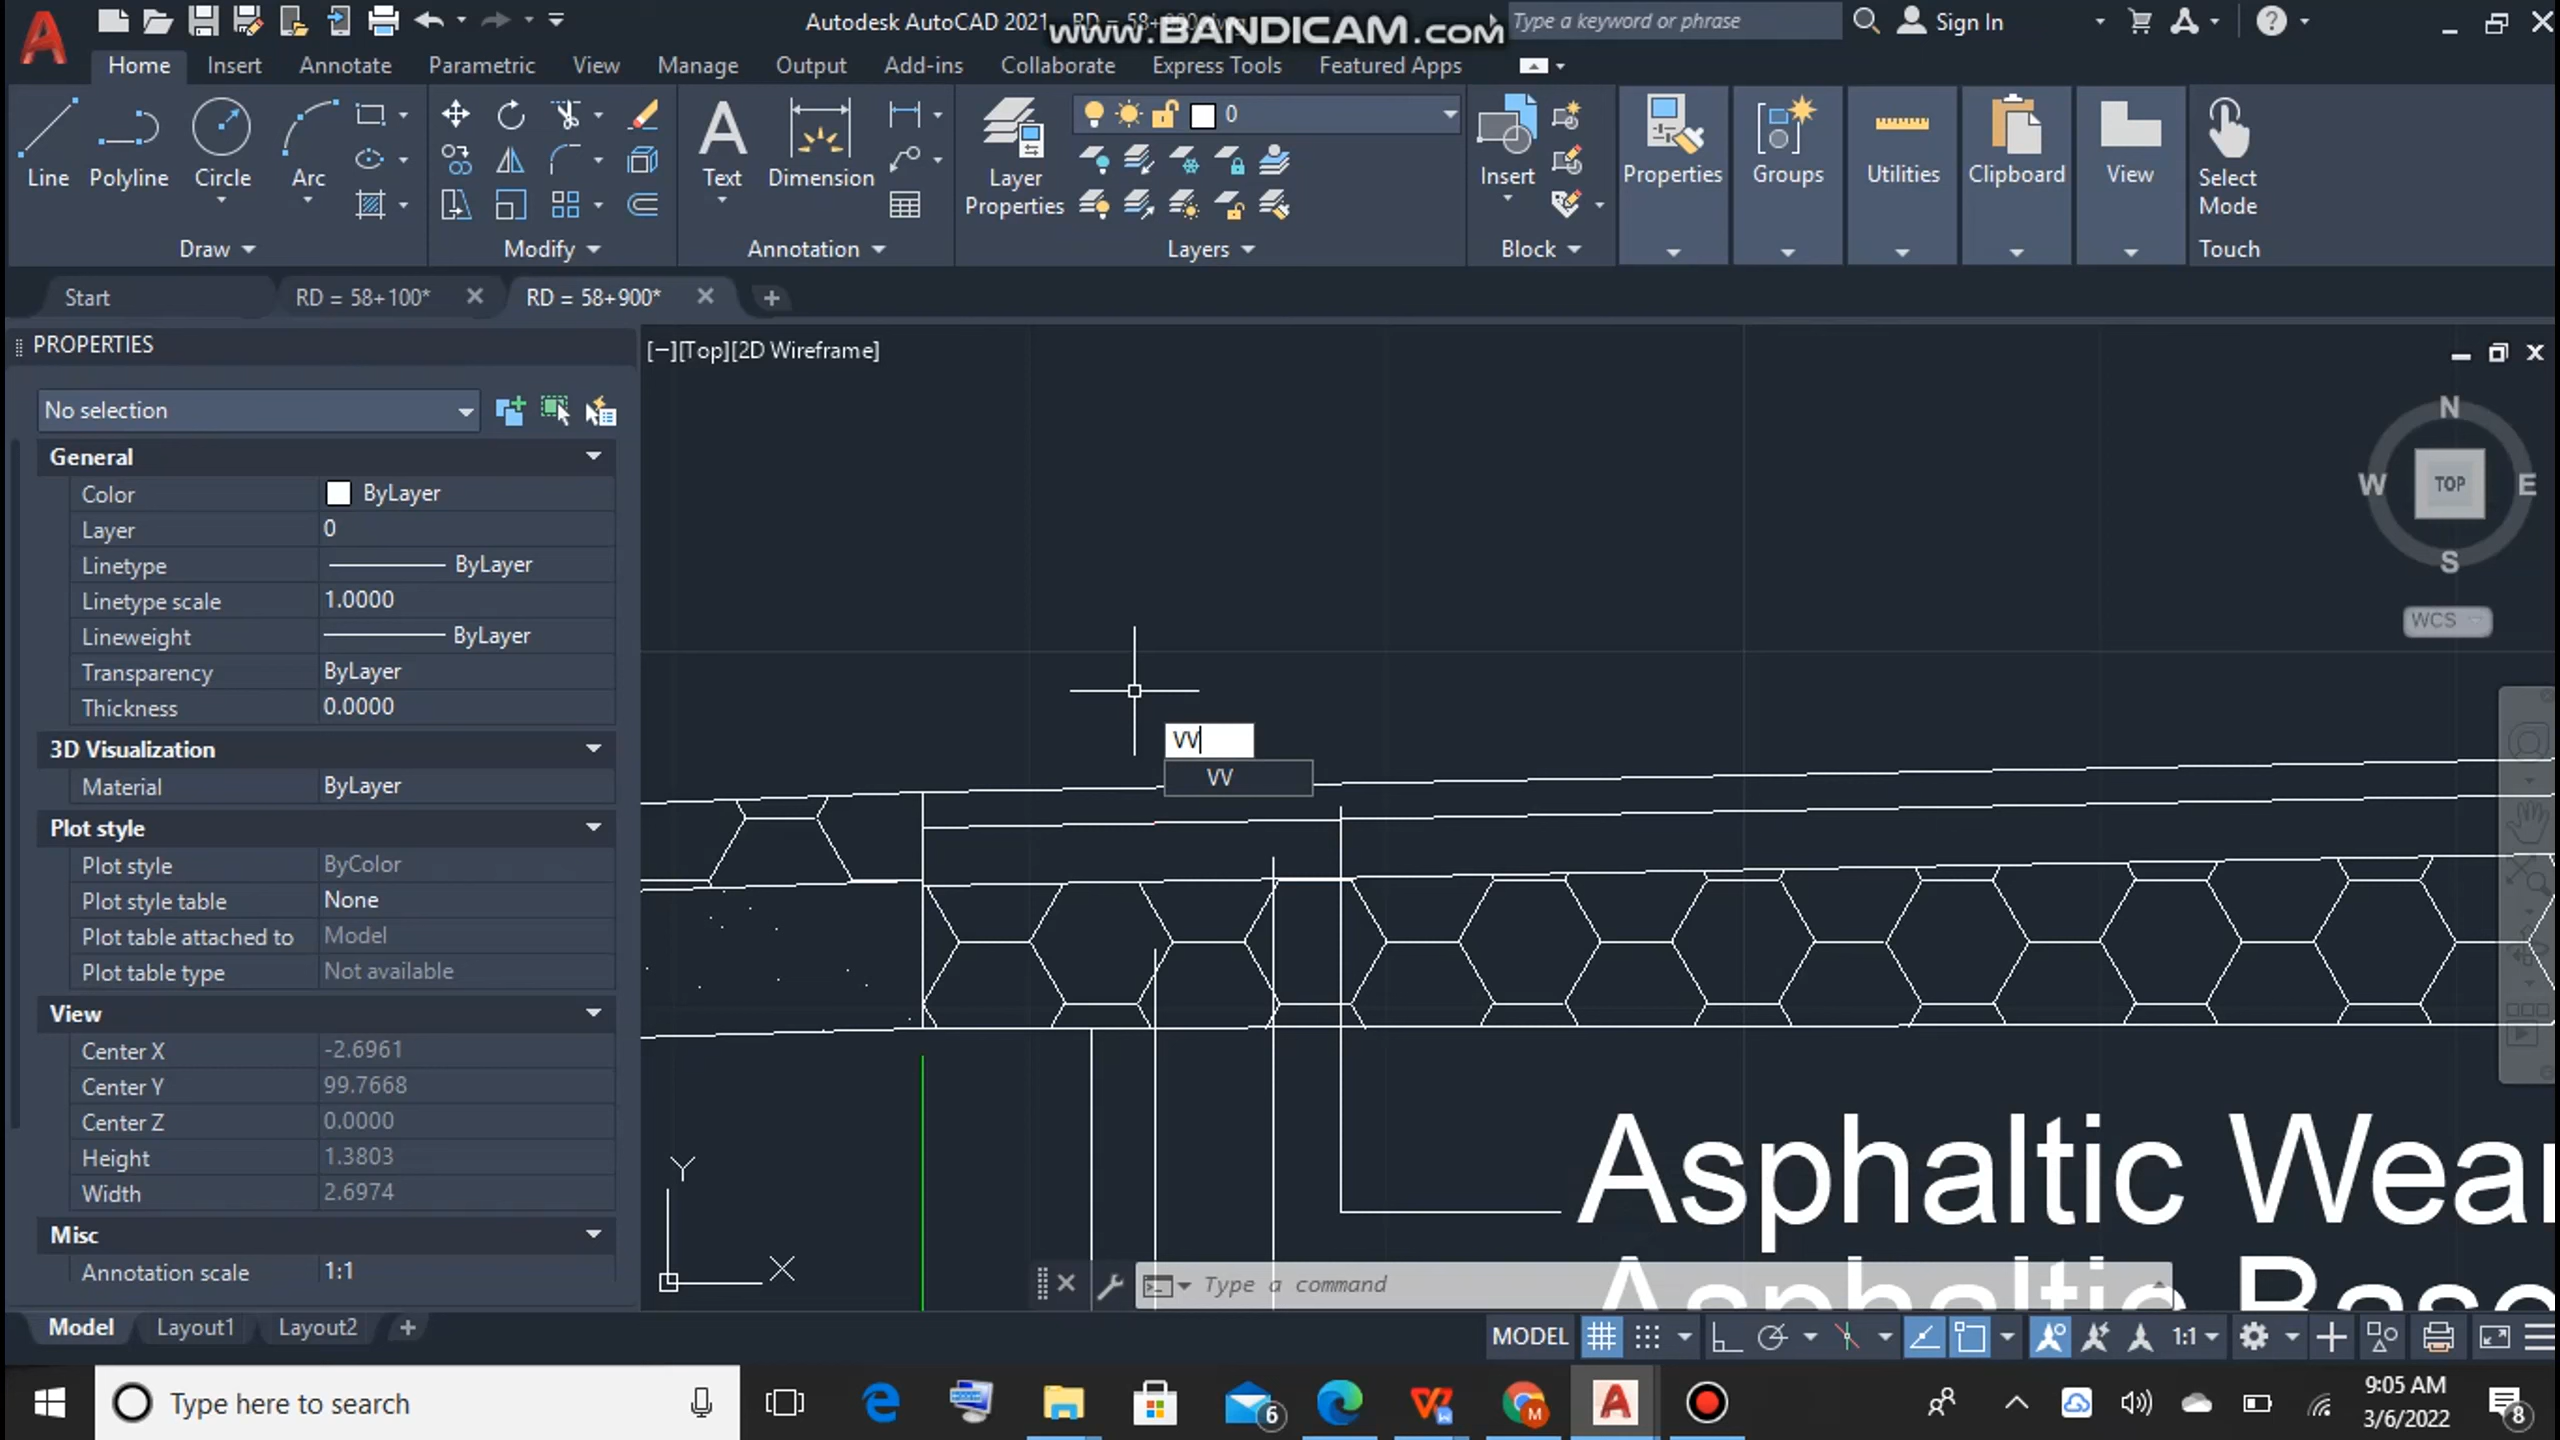 Autodesk AutoCAD 2021
www.BANDICAM.com
Type a keyword or phrase
Sign In
Home Insert Annotate Parametric View Manage Output Add-ins Collaborate Express Tools Featured Apps
0
Line Polyline Circle Arc
Text Dimension
Layer Properties
Insert
Properties Groups Utilities Clipboard View
Select Mode
Draw Modify Annotation Layers Block Touch
Start RD = 58+100* RD = 58+900*
PROPERTIES
[−][Top][2D Wireframe]
No selection
General
Color ByLayer
Layer 0
Linetype ByLayer
Linetype scale 1.0000
Lineweight ByLayer
Transparency ByLayer
Thickness 0.0000
3D Visualization
Material ByLayer
Plot style
Plot style ByColor
Plot style table None
Plot table attached to Model
Plot table type Not available
View
Center X -2.6961
Center Y 99.7668
Center Z 0.0000
Height 1.3803
Width 2.6974
Misc
Annotation scale 1:1
N
W TOP E
S
WCS
VV
VV
Asphaltic Wear
Asphaltic Base
Y
X
Type a command
Model Layout1 Layout2 +
MODEL 1:1
Type here to search
6
M
9:05 AM
3/6/2022
8